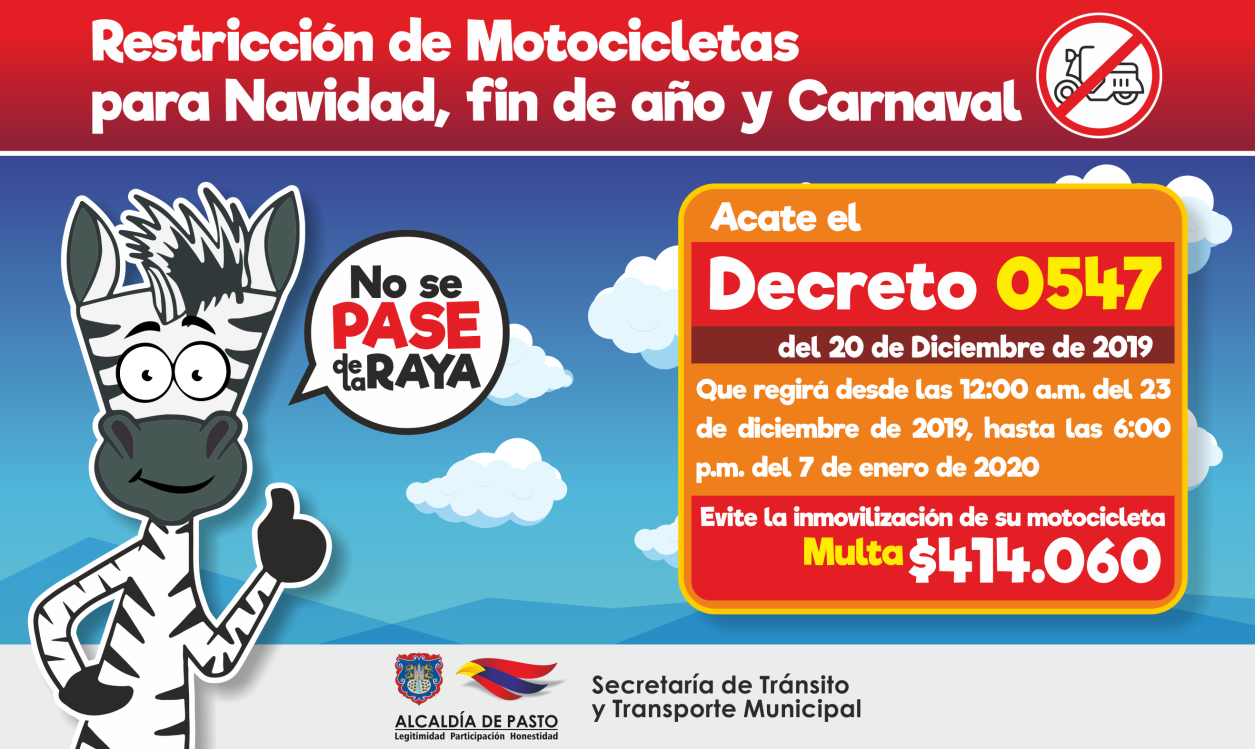 Restricción de Motocicletas
para Navidad, fin de año y Carnaval
No se
PASE
de la RAYA
Acate el
Decreto 0547
del 20 de Diciembre de 2019
Que regirá desde las 12:00 a.m. del 23
de diciembre de 2019, hasta las 6:00
p.m. del 7 de enero de 2020
Evite la inmovilización de su motocicleta
Multa $414.060
ALCALDÍA DE PASTO
Legitimidad Participación Honestidad
Secretaría de Tránsito
y Transporte Municipal